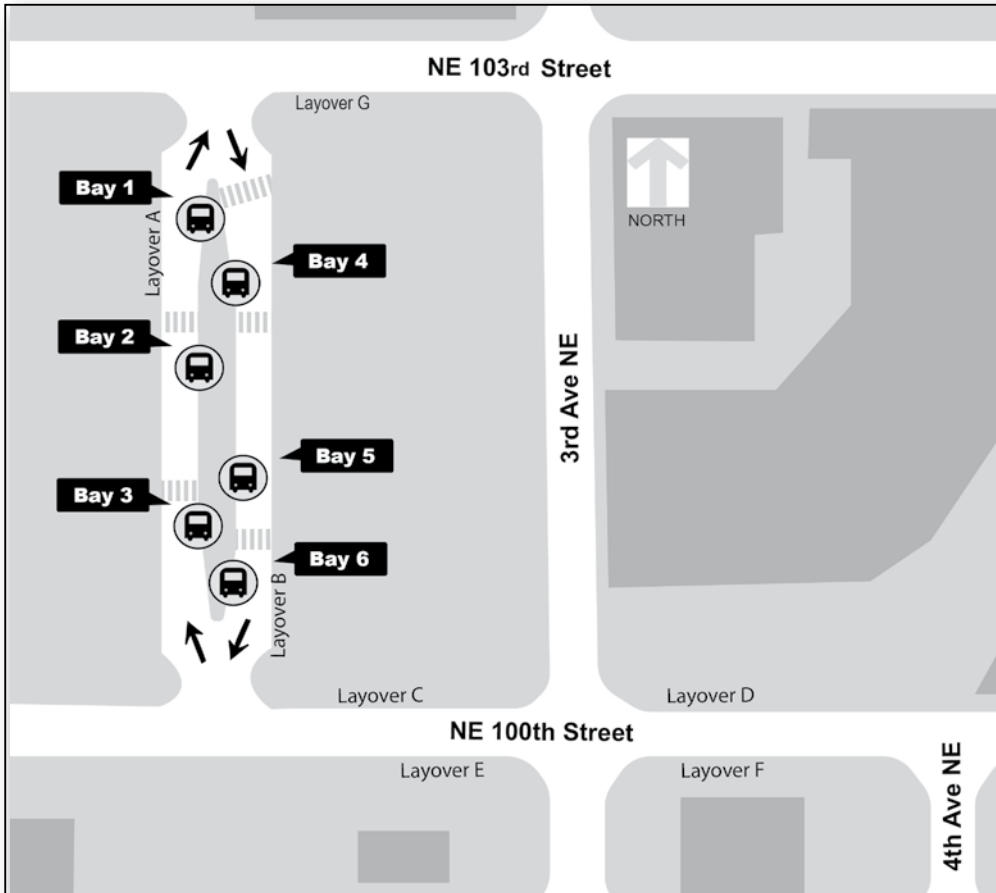 NE 103rd Street
Layover G
Bay 1
NORTH
Layover A
Bay 4
Bay 2
3rd Ave NE
Bay 5
Bay 3
Bay 6
Layover B
Layover C
Layover D
NE 100th Street
Layover E
Layover F
4th Ave NE